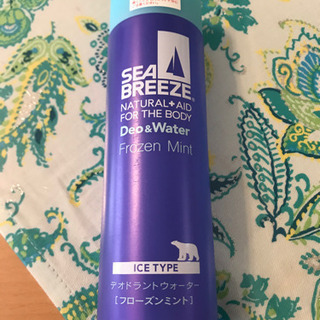 SEA
BREEZE
NATURAL+AID
FOR THE BODY
Deo&Water
Frozen Mint
ICE TYPE
デオドラントウォーター
[フローズンミント]